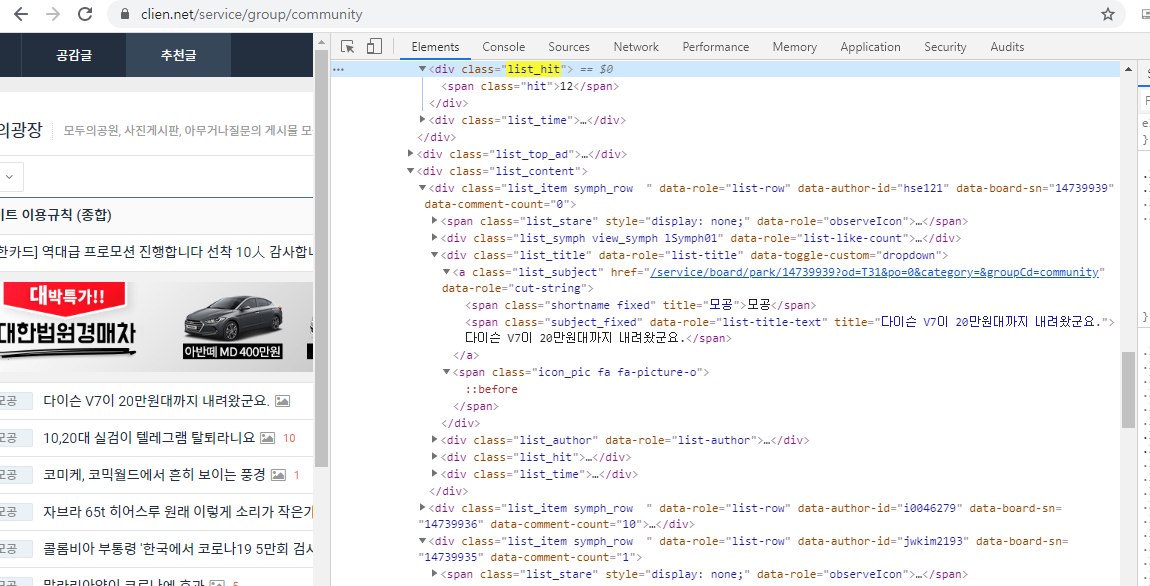 clien.net/service/group/community
공감글 추천글
의광장 모두의공원, 사진게시판, 아무거나질문의 게시물 모
이트 이용규칙 (종합)
한카드] 역대급 프로모션 진행합니다 선착 10人 감사합니
대박특가!!
대한법원경매차
아반떼 MD 400만원
모공 다이슨 V7이 20만원대까지 내려왔군요.
모공 10,20대 실검이 텔레그램 탈퇴라니요 10
모공 코미케, 코믹월드에서 흔히 보이는 풍경 1
모공 자브라 65t 히어스루 원래 이렇게 소리가 작은가
모공 콜롬비아 부통령 '한국에서 코로나19 5만회 검사
Elements Console Sources Network Performance Memory Application Security Audits
<div class="list_hit"> == $0
<span class="hit">12</span>
</div>
<div class="list_time">…</div>
</div>
<div class="list_top_ad">…</div>
<div class="list_content">
<div class="list_item symph_row  " data-role="list-row" data-author-id="hse121" data-board-sn="14739939"
data-comment-count="0">
<span class="list_stare" style="display: none;" data-role="observeIcon">…</span>
<div class="list_symph view_symph lSymph01" data-role="list-like-count">…</div>
<div class="list_title" data-role="list-title" data-toggle-custom="dropdown">
<a class="list_subject" href="/service/board/park/14739939?od=T31&po=0&category=&groupCd=community"
data-role="cut-string">
<span class="shortname fixed" title="모공">모공</span>
<span class="subject_fixed" data-role="list-title-text" title="다이슨 V7이 20만원대까지 내려왔군요.">
다이슨 V7이 20만원대까지 내려왔군요.</span>
</a>
<span class="icon_pic fa fa-picture-o">
::before
</span>
</div>
<div class="list_author" data-role="list-author">…</div>
<div class="list_hit">…</div>
<div class="list_time">…</div>
</div>
<div class="list_item symph_row  " data-role="list-row" data-author-id="i0046279" data-board-sn=
"14739936" data-comment-count="10">…</div>
<div class="list_item symph_row  " data-role="list-row" data-author-id="jwkim2193" data-board-sn=
"14739935" data-comment-count="1">
<span class="list_stare" style="display: none;" data-role="observeIcon">…</span>